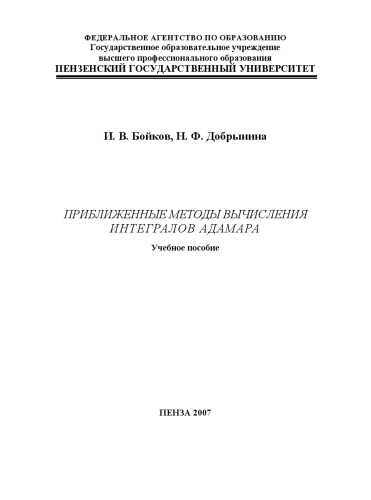 ФЕДЕРАЛЬНОЕ АГЕНТСТВО ПО ОБРАЗОВАНИЮ
Государственное образовательное учреждение
высшего профессионального образования
ПЕНЗЕНСКИЙ ГОСУДАРСТВЕННЫЙ УНИВЕРСИТЕТ
И. В. Бойков, Н. Ф. Добрынина
ПРИБЛИЖЕННЫЕ МЕТОДЫ ВЫЧИСЛЕНИЯ
ИНТЕГРАЛОВ АДАМАРА
Учебное пособие
ПЕНЗА 2007